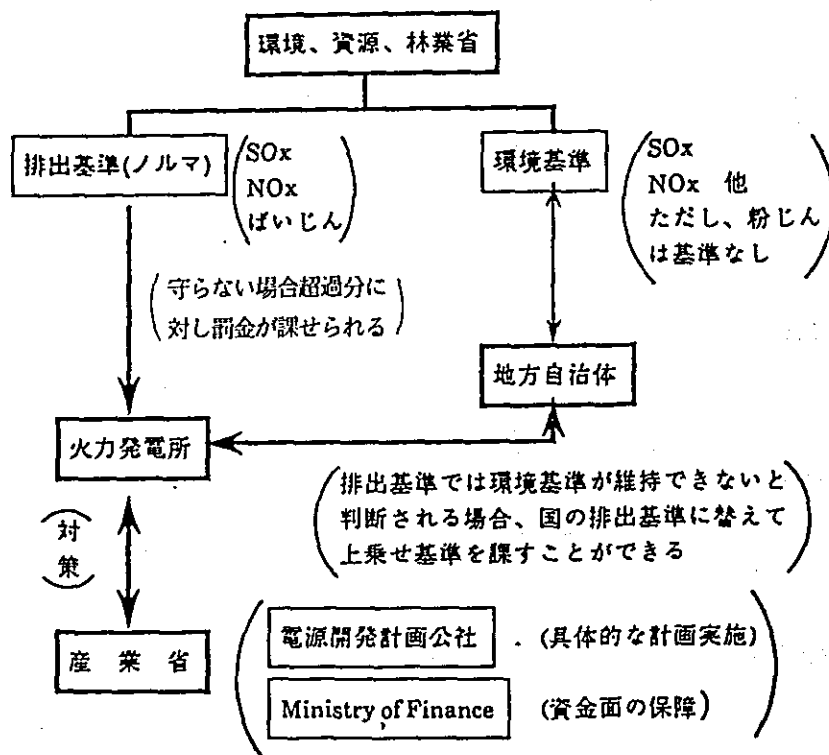 環境、資源、林業省
排出基準(ノルマ)
SOx
NOx
ばいじん
環境基準
SOx
NOx 他
ただし、粉じん
は基準なし
(守らない場合超過分に
対し罰金が課せられる)
地方自治体
火力発電所
(排出基準では環境基準が維持できないと
判断される場合、国の排出基準に替えて
上乗せ基準を課すことができる)
(対策)
産業省
電源開発計画公社 . (具体的な計画実施)
Ministry of Finance (資金面の保障)